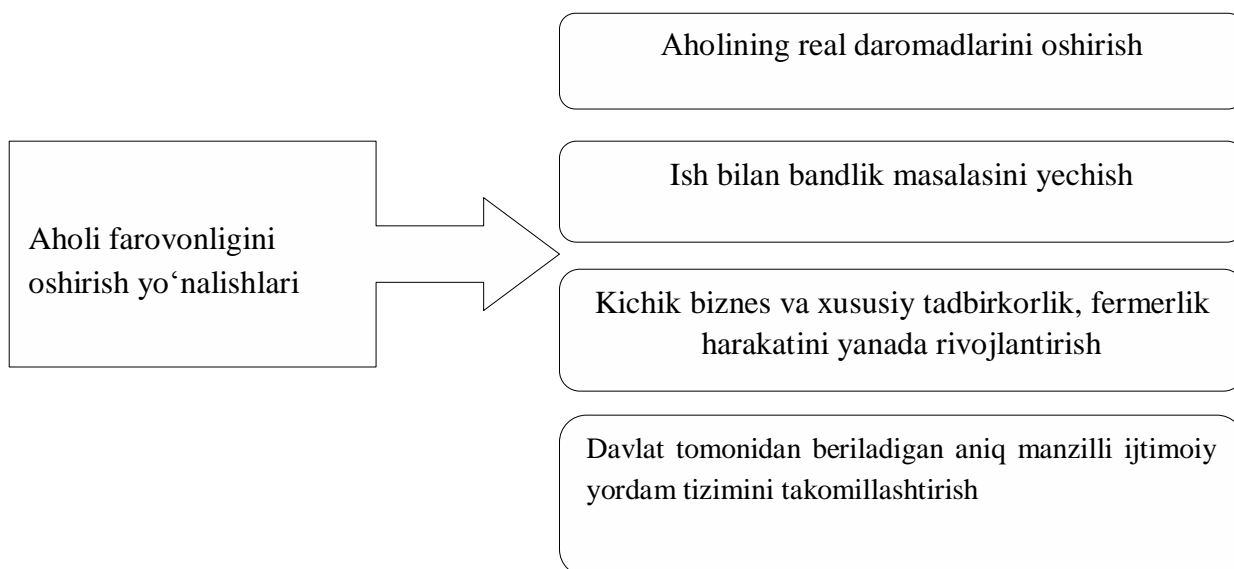 Aholi farovonligini
oshirish yo‘nalishlari
Aholining real daromadlarini oshirish
Ish bilan bandlik masalasini yechish
Kichik biznes va xususiy tadbirkorlik, fermerlik
harakatini yanada rivojlantirish
Davlat tomonidan beriladigan aniq manzilli ijtimoiy
yordam tizimini takomillashtirish